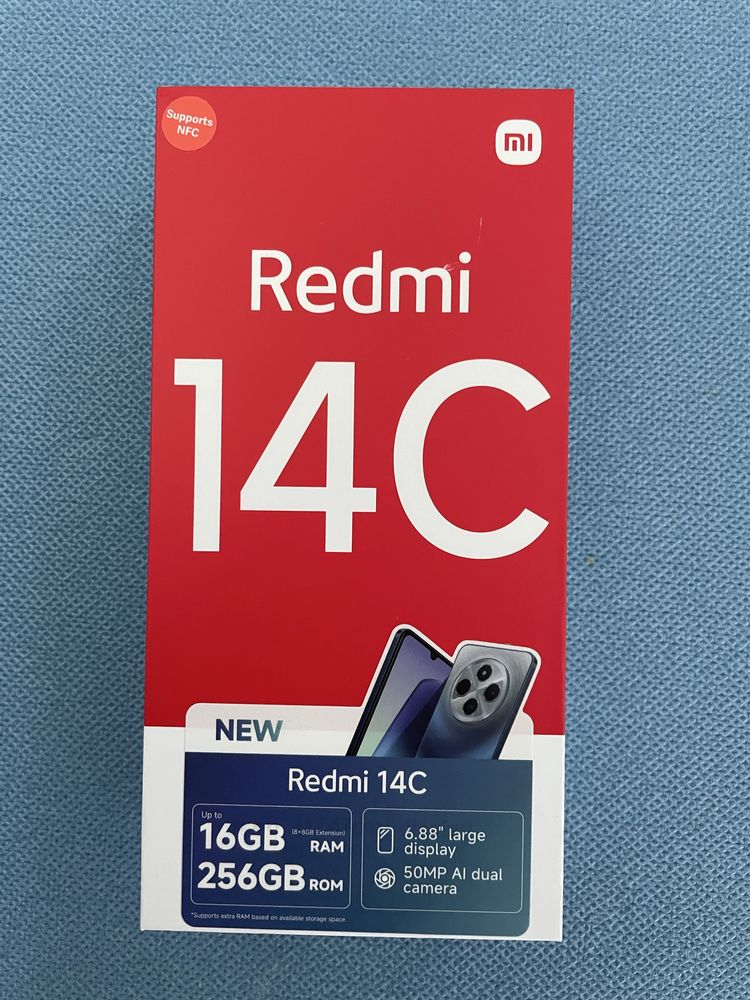 Supports
NFC
mi
Redmi
14C
NEW
Redmi 14C
Up to
16GB (8+8GB Extension) RAM
256GB ROM
6.88" large
display
50MP AI dual
camera
*Supports extra RAM based on available storage space.